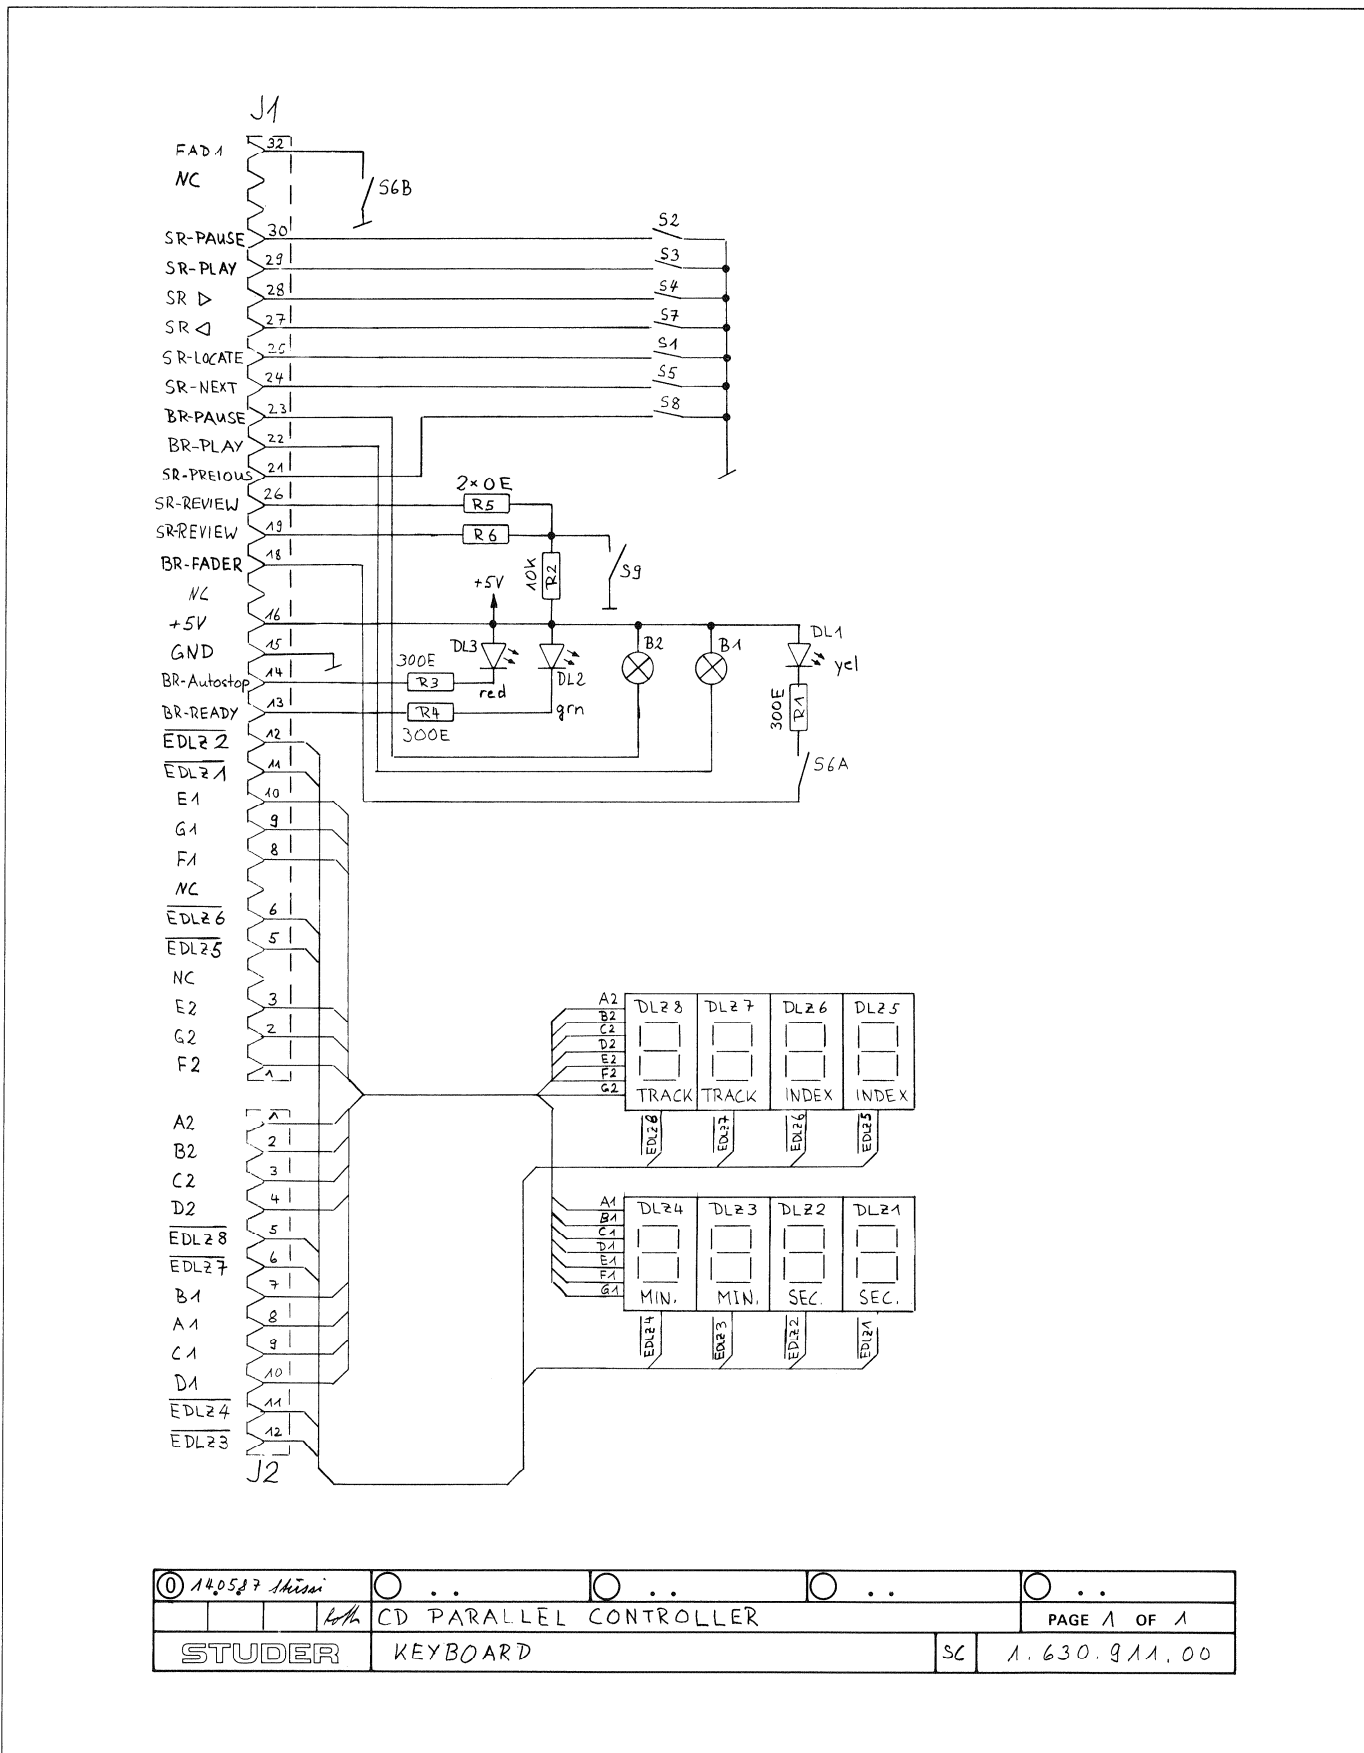 J1
FAD1 32
NC
S6B
SR-PAUSE 30 S2
SR-PLAY 29 S3
SR ▷ 28 S4
SR ◁ 27 S7
SR-LOCATE 25 S1
SR-NEXT 24 S5
BR-PAUSE 23 S8
BR-PLAY 22
SR-PREIOUS 21
2×0E
SR-REVIEW 26 R5
SR-REVIEW 19 R6
BR-FADER 18
10K R2 S9
+5V
NC
+5V 16
GND 15
DL3 B2 B1 DL1
BR-Autostop 14 300E R3 red DL2 yel
BR-READY 13 R4 grn
300E
300E R1
S6A
EDLZ2 12
EDLZ1 11
E1 10
G1 9
F1 8
NC
EDLZ6 6
EDLZ5 5
NC
E2 3
G2 2
F2 1
A2
B2
C2
D2
E2
F2
G2
DLZ8 DLZ7 DLZ6 DLZ5
TRACK TRACK INDEX INDEX
EDLZ8 EDLZ7 EDLZ6 EDLZ5
A2 1
B2 2
C2 3
D2 4
EDLZ8 5
EDLZ7 6
B1 7
A1 8
C1 9
D1 10
EDLZ4 11
EDLZ3 12
J2
A1
B1
C1
D1
E1
F1
G1
DLZ4 DLZ3 DLZ2 DLZ1
MIN. MIN. SEC. SEC.
EDLZ4 EDLZ3 EDLZ2 EDLZ1
0 14.05.87 . . . . . . . .
CD PARALLEL CONTROLLER PAGE 1 OF 1
STUDER KEYBOARD SC 1.630.911.00